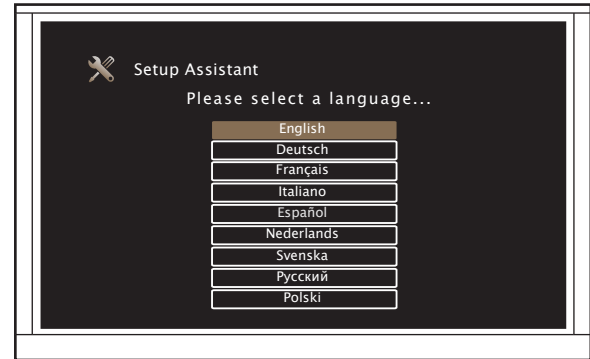 Setup Assistant
Please select a language...
English
Deutsch
Français
Italiano
Español
Nederlands
Svenska
Русский
Polski